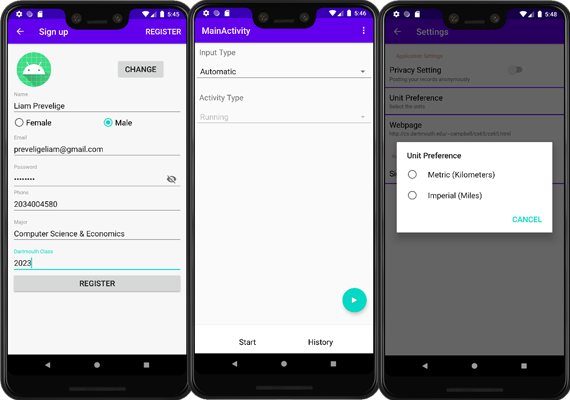 5:45
Sign up
REGISTER
CHANGE
Name
Liam Prevelige
Female
Male
Email
preveligeliam@gmail.com
Password
••••••••
Phone
2034004580
Major
Computer Science & Economics
Dartmouth Class
2023
REGISTER
5:46
MainActivity
Input Type
Automatic
Activity Type
Running
Start
History
5:48
Settings
Application Settings
Privacy Setting
Posting your records anonymously
Unit Preference
Select the units
Webpage
Unit Preference
Metric (Kilometers)
Imperial (Miles)
CANCEL